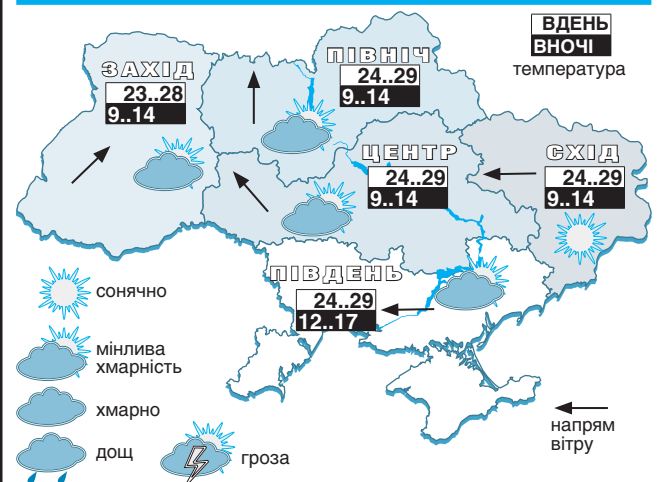 ВДЕНЬ
ВНОЧІ
температура
ЗАХІД
23..28
9..14
ПІВНІЧ
24..29
9..14
ЦЕНТР
24..29
9..14
СХІД
24..29
9..14
ПІВДЕНЬ
24..29
12..17
сонячно
мінлива
хмарність
хмарно
дощ
гроза
напрям
вітру